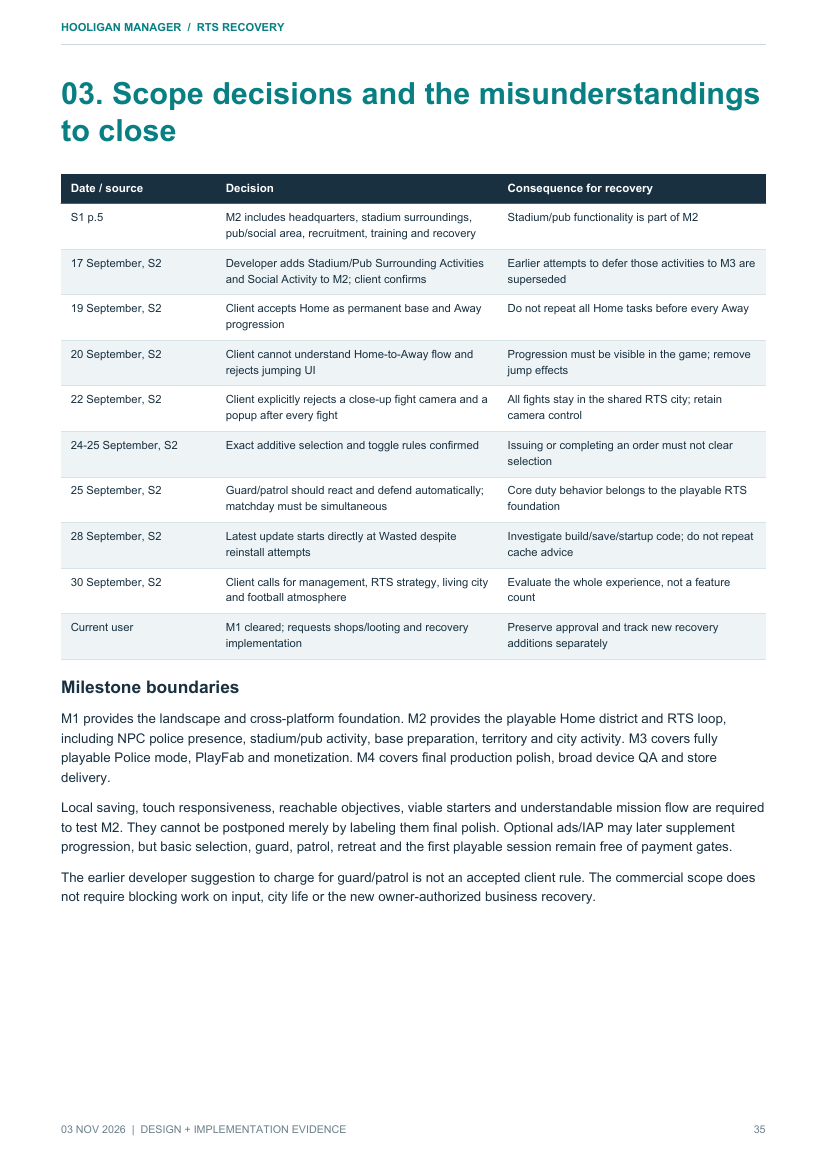 HOOLIGAN MANAGER / RTS RECOVERY
03. Scope decisions and the misunderstandings
to close
Date / source Decision Consequence for recovery
S1 p.5 M2 includes headquarters, stadium surroundings, Stadium/pub functionality is part of M2
pub/social area, recruitment, training and recovery
17 September, S2 Developer adds Stadium/Pub Surrounding Activities Earlier attempts to defer those activities to M3 are
and Social Activity to M2; client confirms superseded
19 September, S2 Client accepts Home as permanent base and Away Do not repeat all Home tasks before every Away
progression
20 September, S2 Client cannot understand Home-to-Away flow and Progression must be visible in the game; remove
rejects jumping UI jump effects
22 September, S2 Client explicitly rejects a close-up fight camera and a All fights stay in the shared RTS city; retain
popup after every fight camera control
24-25 September, S2 Exact additive selection and toggle rules confirmed Issuing or completing an order must not clear
selection
25 September, S2 Guard/patrol should react and defend automatically; Core duty behavior belongs to the playable RTS
matchday must be simultaneous foundation
28 September, S2 Latest update starts directly at Wasted despite Investigate build/save/startup code; do not repeat
reinstall attempts cache advice
30 September, S2 Client calls for management, RTS strategy, living city Evaluate the whole experience, not a feature
and football atmosphere count
Current user M1 cleared; requests shops/looting and recovery Preserve approval and track new recovery
implementation additions separately
Milestone boundaries
M1 provides the landscape and cross-platform foundation. M2 provides the playable Home district and RTS loop,
including NPC police presence, stadium/pub activity, base preparation, territory and city activity. M3 covers fully
playable Police mode, PlayFab and monetization. M4 covers final production polish, broad device QA and store
delivery.
Local saving, touch responsiveness, reachable objectives, viable starters and understandable mission flow are required
to test M2. They cannot be postponed merely by labeling them final polish. Optional ads/IAP may later supplement
progression, but basic selection, guard, patrol, retreat and the first playable session remain free of payment gates.
The earlier developer suggestion to charge for guard/patrol is not an accepted client rule. The commercial scope does
not require blocking work on input, city life or the new owner-authorized business recovery.
03 NOV 2026 | DESIGN + IMPLEMENTATION EVIDENCE 35